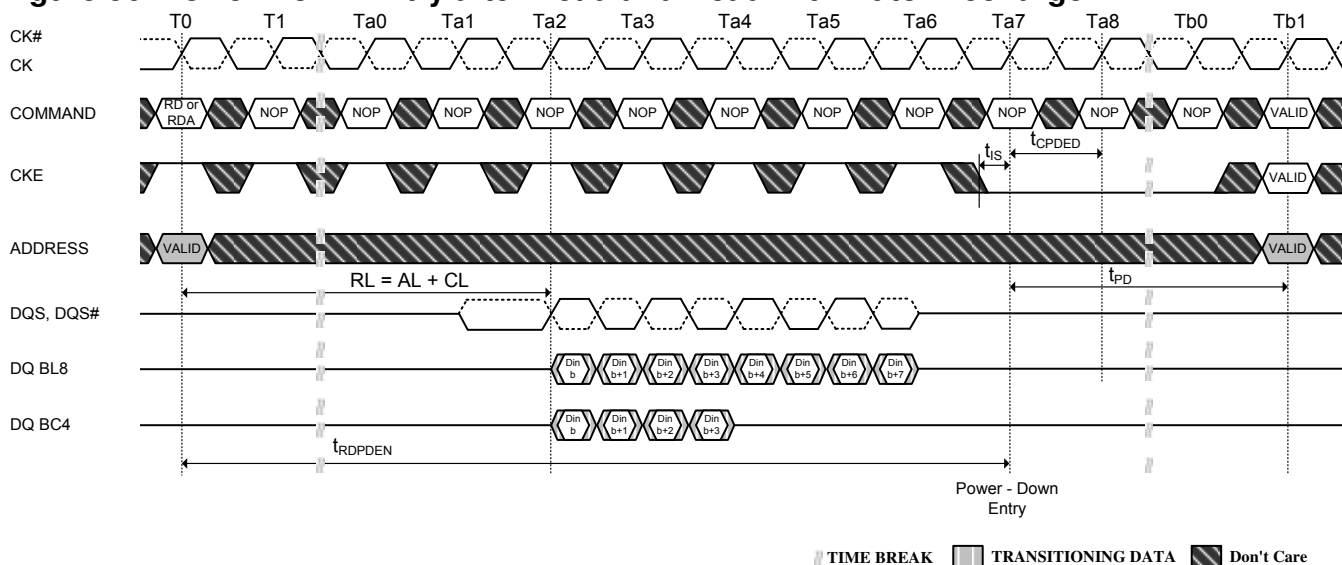 T0 T1 Ta0 Ta1 Ta2 Ta3 Ta4 Ta5 Ta6 Ta7 Ta8 Tb0 Tb1
CK#
CK
COMMAND
RD or
RDA
NOP NOP NOP NOP NOP NOP NOP NOP NOP NOP NOP VALID
tIS
tCPDED
CKE
VALID
ADDRESS
VALID VALID
RL = AL + CL
tPD
DQS, DQS#
DQ BL8
Din b Din b+1 Din b+2 Din b+3 Din b+4 Din b+5 Din b+6 Din b+7
DQ BC4
Din b Din b+1 Din b+2 Din b+3
tRDPDEN
Power - Down
Entry
TIME BREAK TRANSITIONING DATA Don't Care